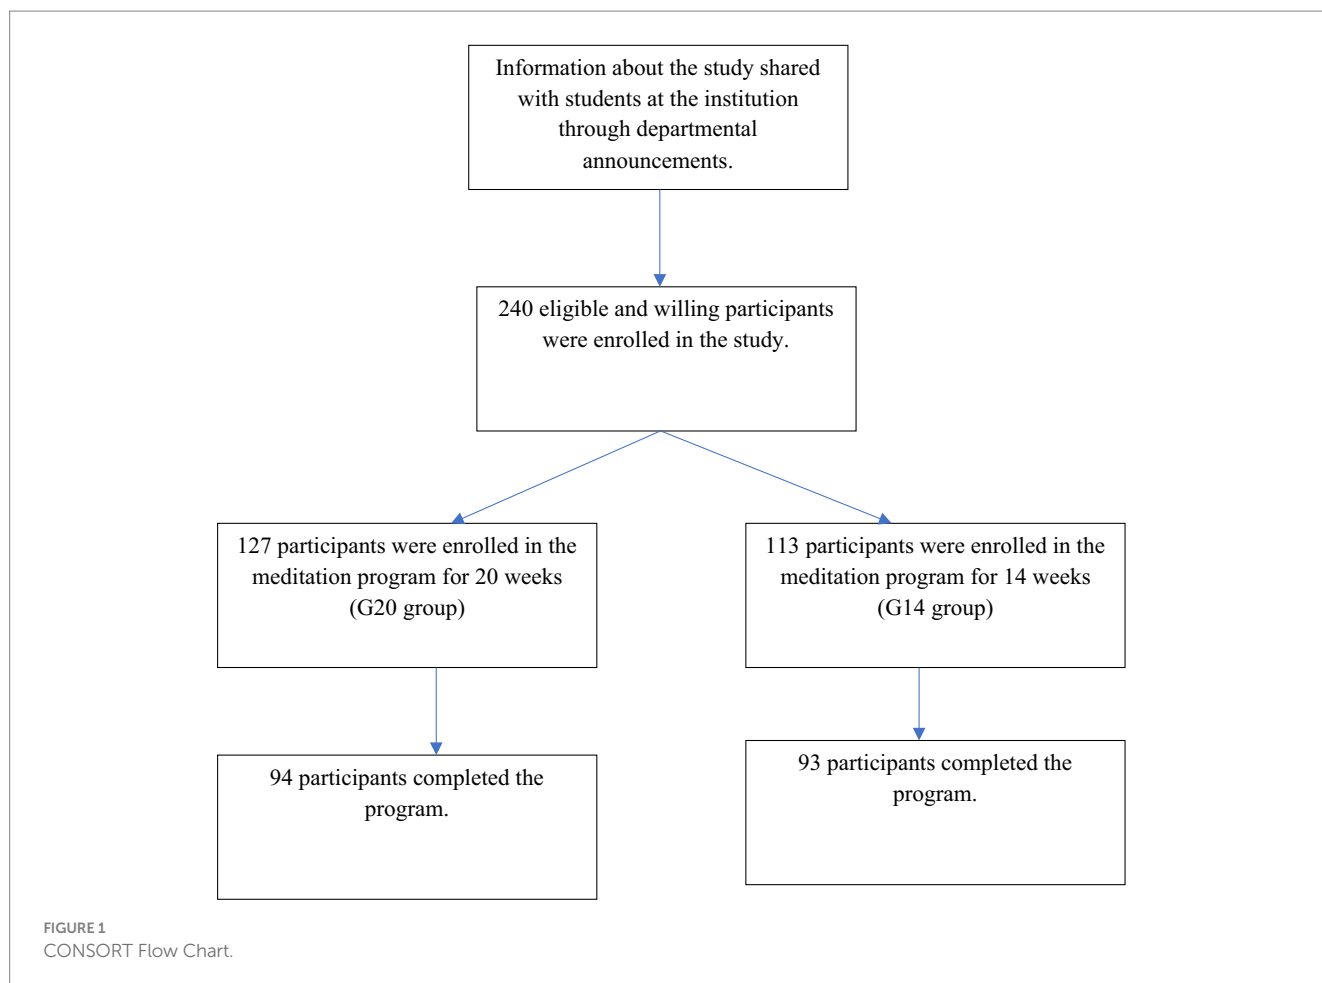 Information about the study shared
with students at the institution
through departmental
announcements.
240 eligible and willing participants
were enrolled in the study.
127 participants were enrolled in the
meditation program for 20 weeks
(G20 group)
113 participants were enrolled in the
meditation program for 14 weeks
(G14 group)
94 participants completed the
program.
93 participants completed the
program.
FIGURE 1
CONSORT Flow Chart.